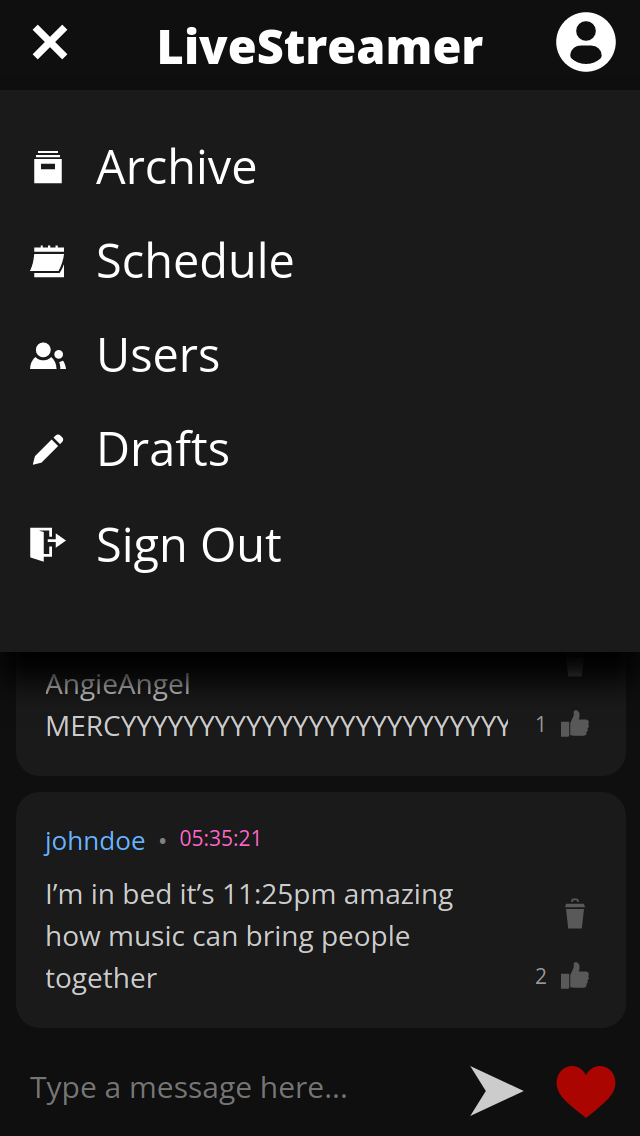 LiveStreamer
Archive
Schedule
Users
Drafts
Sign Out
AngieAngel
MERCYYYYYYYYYYYYYYYYYYYYYYYYY
1
johndoe • 05:35:21
I’m in bed it’s 11:25pm amazing
how music can bring people
together
2
Type a message here...